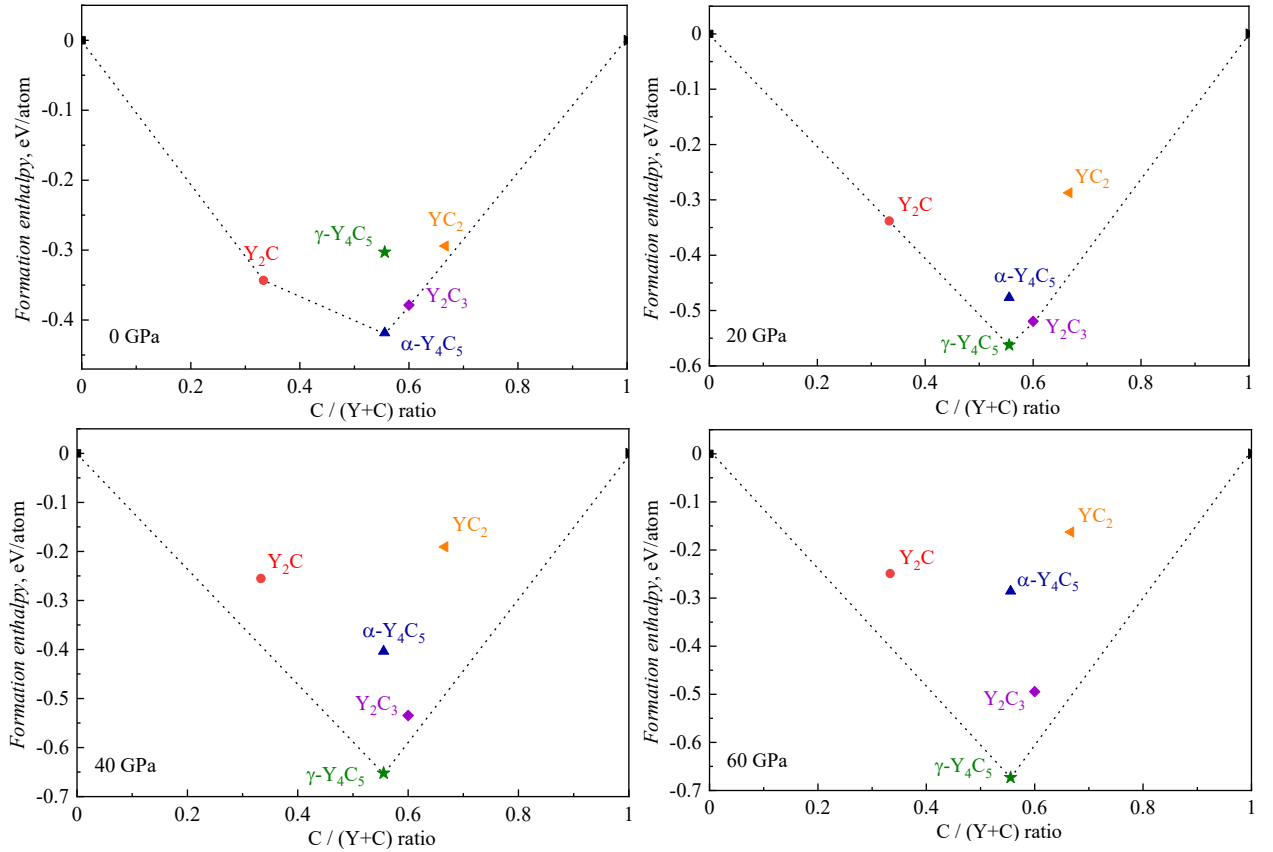 0
-0.1
-0.2
-0.3
-0.4
Formation enthalpy, eV/atom
Y₂C
γ-Y₄C₅
YC₂
Y₂C₃
α-Y₄C₅
0 GPa
0 0.2 0.4 0.6 0.8 1
C / (Y+C) ratio
0
-0.1
-0.2
-0.3
-0.4
-0.5
-0.6
Formation enthalpy, eV/atom
YC₂
Y₂C
α-Y₄C₅
Y₂C₃
γ-Y₄C₅
20 GPa
0 0.2 0.4 0.6 0.8 1
C / (Y+C) ratio
0
-0.1
-0.2
-0.3
-0.4
-0.5
-0.6
-0.7
Formation enthalpy, eV/atom
YC₂
Y₂C
α-Y₄C₅
Y₂C₃
γ-Y₄C₅
40 GPa
0 0.2 0.4 0.6 0.8 1
C / (Y+C) ratio
0
-0.1
-0.2
-0.3
-0.4
-0.5
-0.6
-0.7
Formation enthalpy, eV/atom
YC₂
Y₂C
α-Y₄C₅
Y₂C₃
γ-Y₄C₅
60 GPa
0 0.2 0.4 0.6 0.8 1
C / (Y+C) ratio